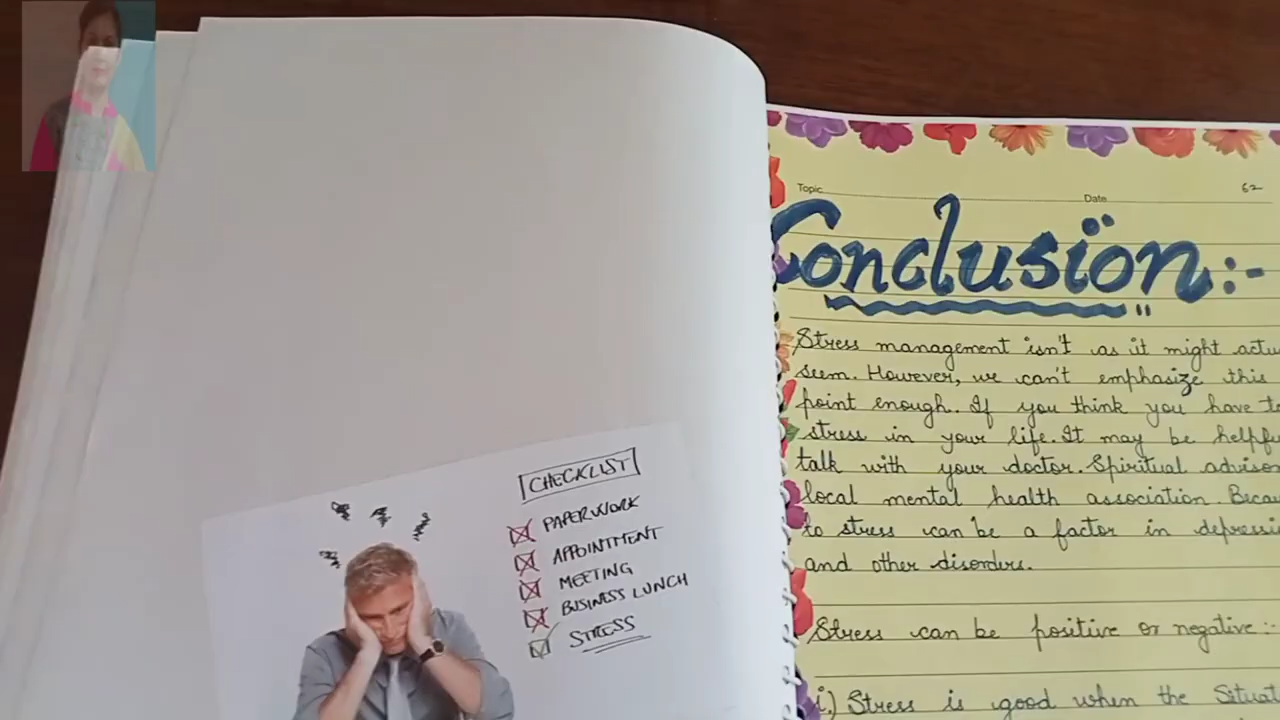 CHECKLIST
PAPERWORK
APPOINTMENT
MEETING
BUSINESS LUNCH
STRESS
Topic
Date
62
Conclusion:-
Stress management isn't as it might actu
seem. However, we can't emphasize this
point enough. If you think you have to
stress in your life. It may be helpful
talk with your doctor. Spiritual advisor
local mental health association. Becau
to stress can be a factor in depressi
and other disorders.
Stress can be positive or negative:-
i.) Stress is good when the Situat